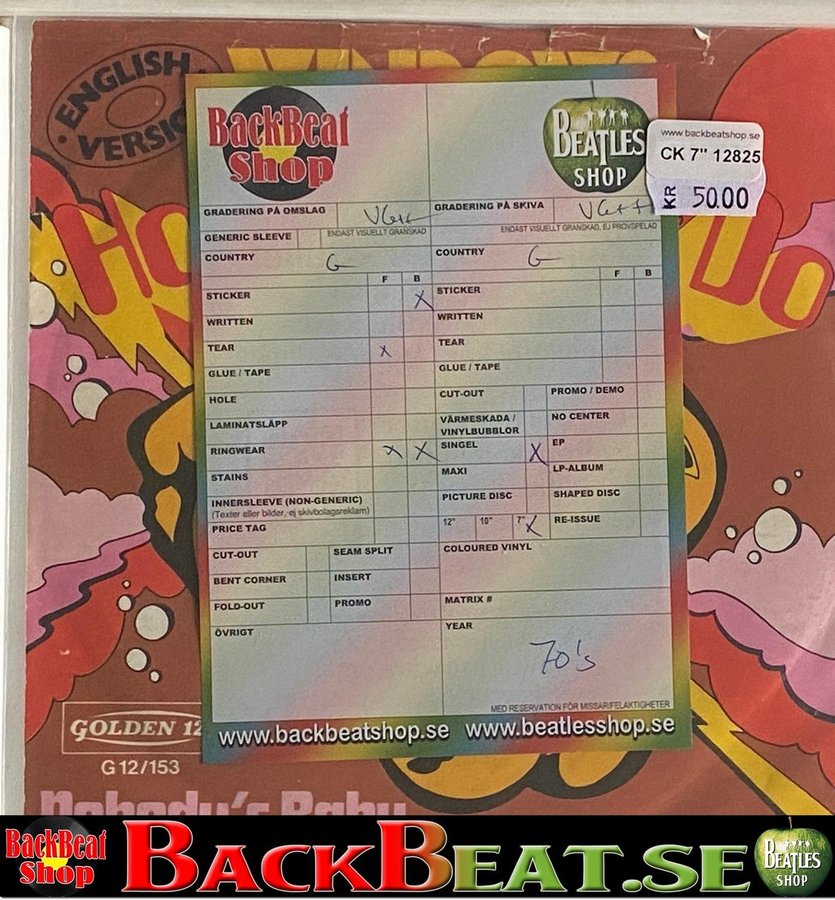 ENGLISH
VERSIO
WINDOWS
BackBeat
Shop
BEATLES
SHOP
www.backbeatshop.se
CK 7" 12825
KR 50.00
HO
DO
GRADERING PÅ OMSLAG
GENERIC SLEEVE
ENDAST VISUELLT GRANSKAD
COUNTRY G
F B
STICKER X
WRITTEN
TEAR X
GLUE / TAPE
HOLE
LAMINATSLÄPP
RINGWEAR X X
STAINS
INNERSLEEVE (NON-GENERIC)
(Texter eller bilder, ej skivbolagsreklam)
PRICE TAG
CUT-OUT SEAM SPLIT
BENT CORNER INSERT
FOLD-OUT PROMO
ÖVRIGT
GRADERING PÅ SKIVA VG++
ENDAST VISUELLT GRANSKAD, EJ PROVSPELAD
COUNTRY G
F B
STICKER
WRITTEN
TEAR
GLUE / TAPE
CUT-OUT PROMO / DEMO
VÄRMESKADA / NO CENTER
VINYLBUBBLOR
SINGEL X EP
MAXI LP-ALBUM
PICTURE DISC SHAPED DISC
12" 10" 7" X RE-ISSUE
COLOURED VINYL
MATRIX #
YEAR
70's
MED RESERVATION FÖR MISSAR/FELAKTIGHETER
www.backbeatshop.se www.beatlesshop.se
GOLDEN 12
G 12/153
Nobody's Baby
BackBeat
Shop
BACKBEAT.SE
BEATLES
SHOP